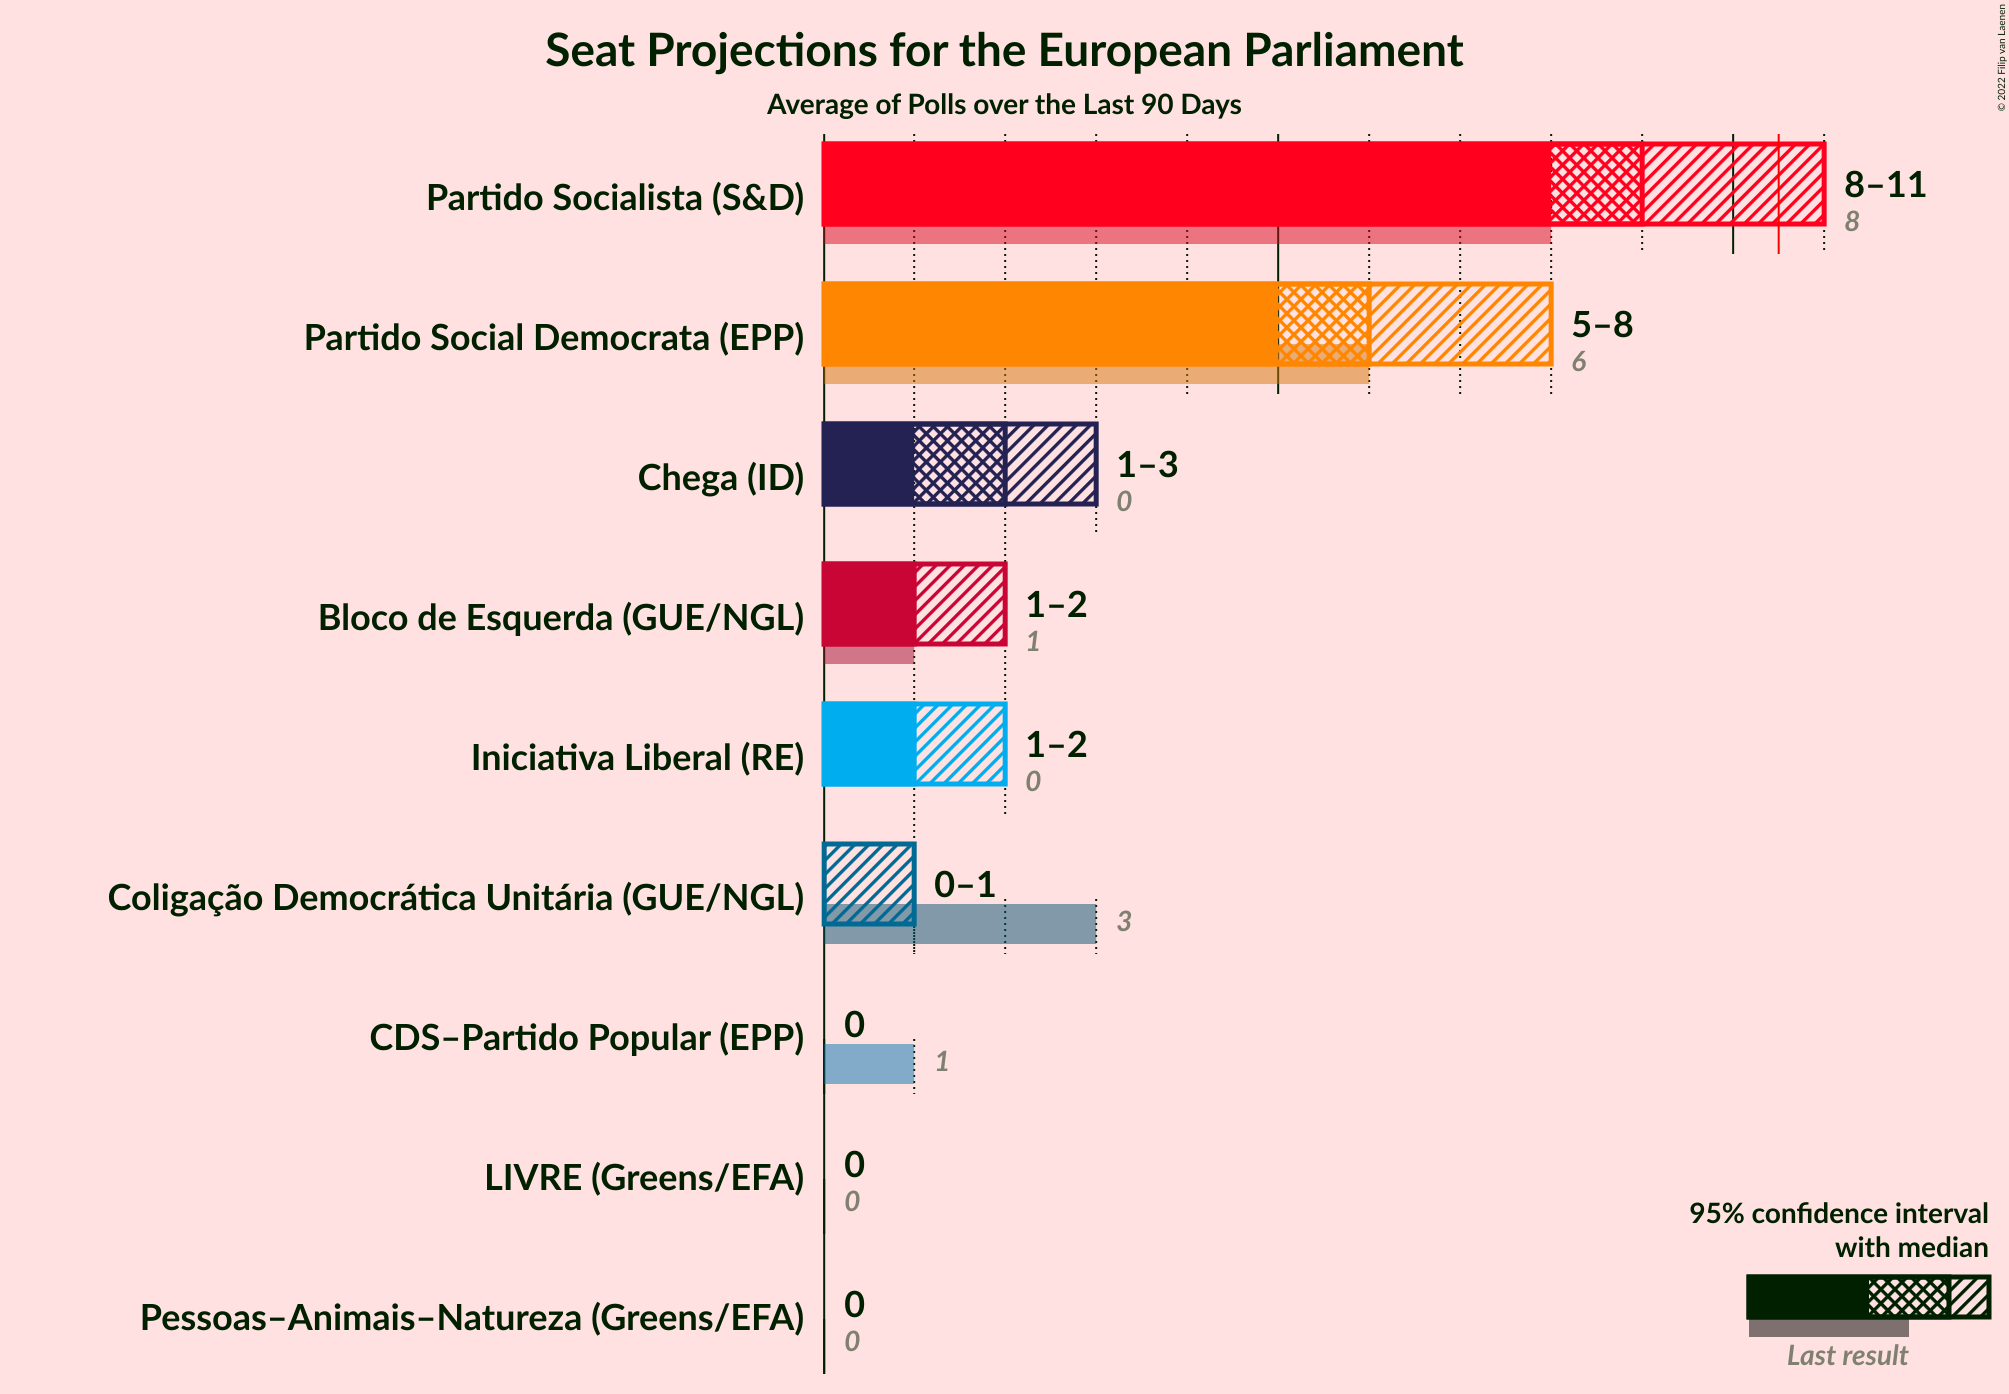 Seat Projections for the European Parliament
Average of Polls over the Last 90 Days
© 2022 Filip van Laenen
Partido Socialista (S&D)
8–11
8
Partido Social Democrata (EPP)
5–8
6
Chega (ID)
1–3
0
Bloco de Esquerda (GUE/NGL)
1–2
1
Iniciativa Liberal (RE)
1–2
0
Coligação Democrática Unitária (GUE/NGL)
0–1
3
CDS–Partido Popular (EPP)
0
1
LIVRE (Greens/EFA)
0
0
Pessoas–Animais–Natureza (Greens/EFA)
0
0
95% confidence interval
with median
Last result